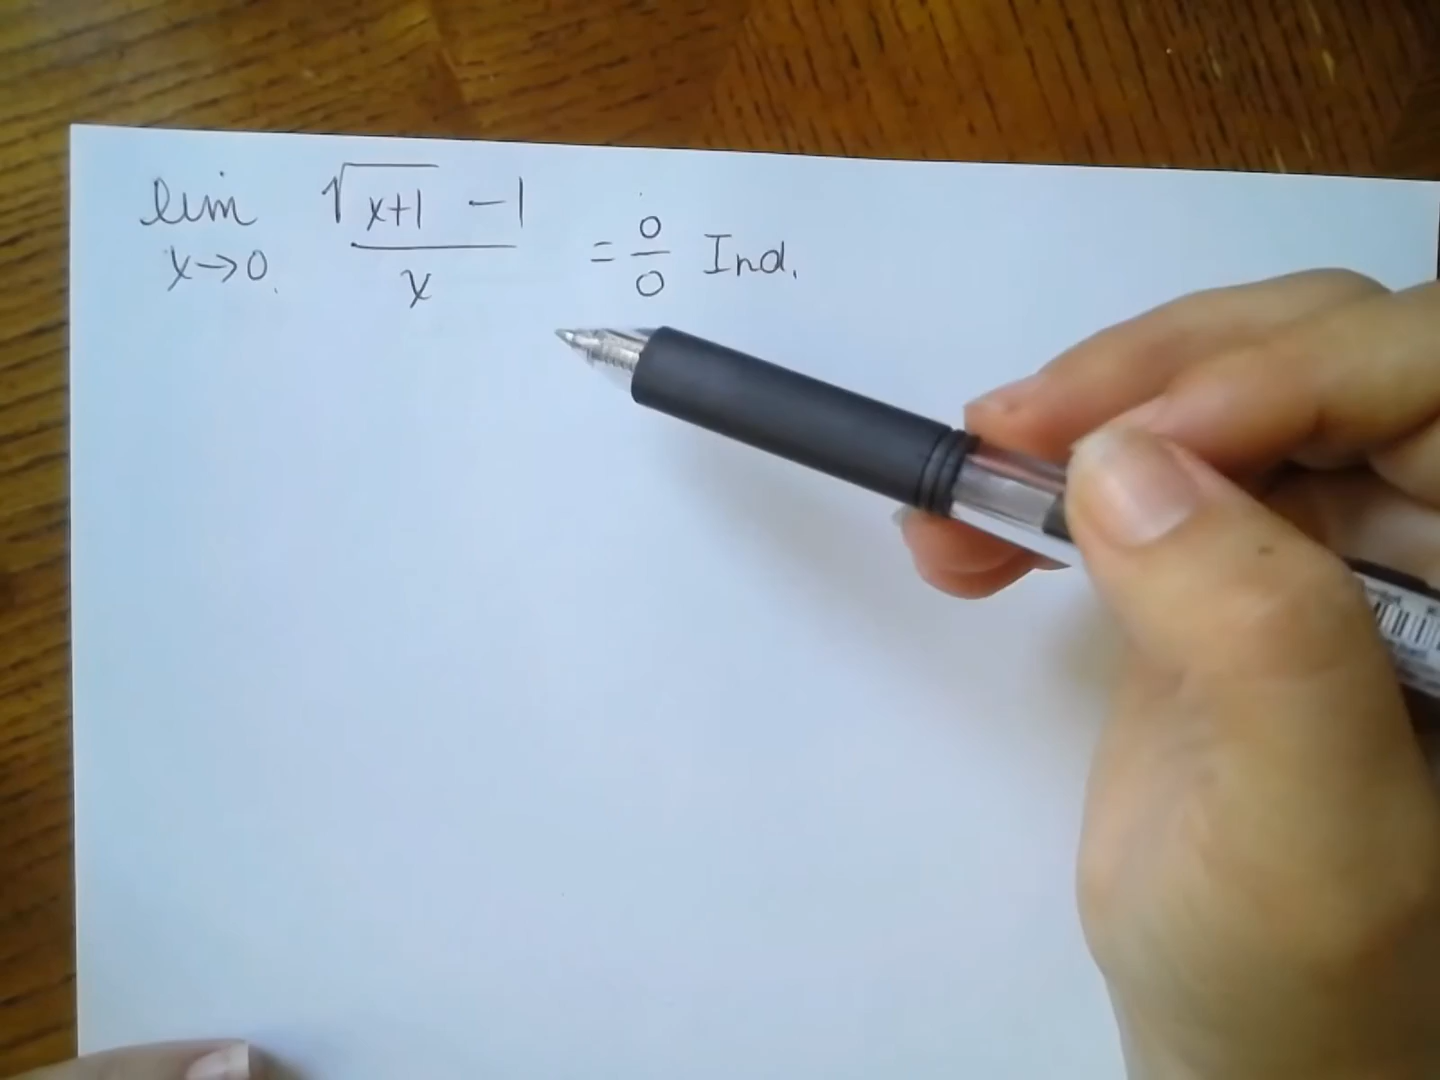 lim √(x+1) - 1 / x = 0/0 Ind.
x→0